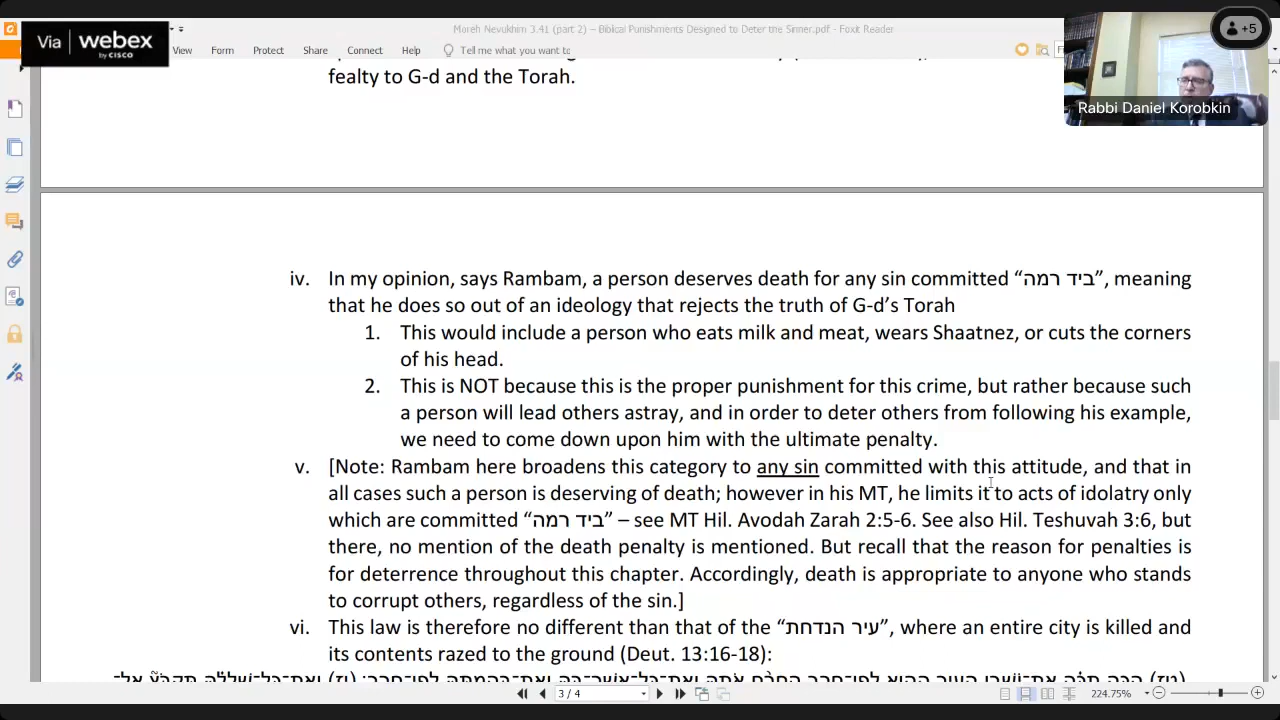 Moreh Nevukhim 3.41 (part 2) – Biblical Punishments Designed to Deter the Sinner.pdf - Foxit Reader
Via | webex
by CISCO
View Form Protect Share Connect Help Tell me what you want to
+5
Rabbi Daniel Korobkin
fealty to G-d and the Torah.
iv. In my opinion, says Rambam, a person deserves death for any sin committed “ביד רמה”, meaning
that he does so out of an ideology that rejects the truth of G-d’s Torah
1. This would include a person who eats milk and meat, wears Shaatnez, or cuts the corners
of his head.
2. This is NOT because this is the proper punishment for this crime, but rather because such
a person will lead others astray, and in order to deter others from following his example,
we need to come down upon him with the ultimate penalty.
v. [Note: Rambam here broadens this category to any sin committed with this attitude, and that in
all cases such a person is deserving of death; however in his MT, he limits it to acts of idolatry only
which are committed “ביד רמה” – see MT Hil. Avodah Zarah 2:5-6. See also Hil. Teshuvah 3:6, but
there, no mention of the death penalty is mentioned. But recall that the reason for penalties is
for deterrence throughout this chapter. Accordingly, death is appropriate to anyone who stands
to corrupt others, regardless of the sin.]
vi. This law is therefore no different than that of the “עיר הנדחת”, where an entire city is killed and
its contents razed to the ground (Deut. 13:16-18):
3 / 4
224.75%